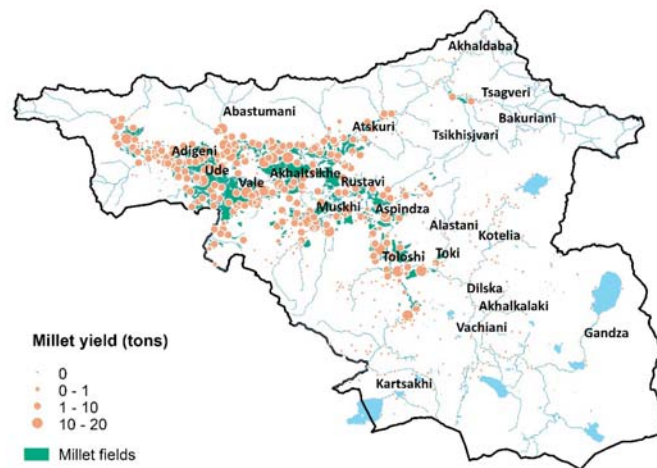 Akhaldaba
Tsagveri
Abastumani
Bakuriani
Atskuri
Tsikhisjvari
Adigeni
Ude
Akhaltsikhe
Vale
Rustavi
Muskhi
Aspindza
Alastani
Kotelia
Toloshi
Toki
Dilska
Akhalkalaki
Vachiani
Gandza
Kartsakhi
Millet yield (tons)
0
0 - 1
1 - 10
10 - 20
Millet fields